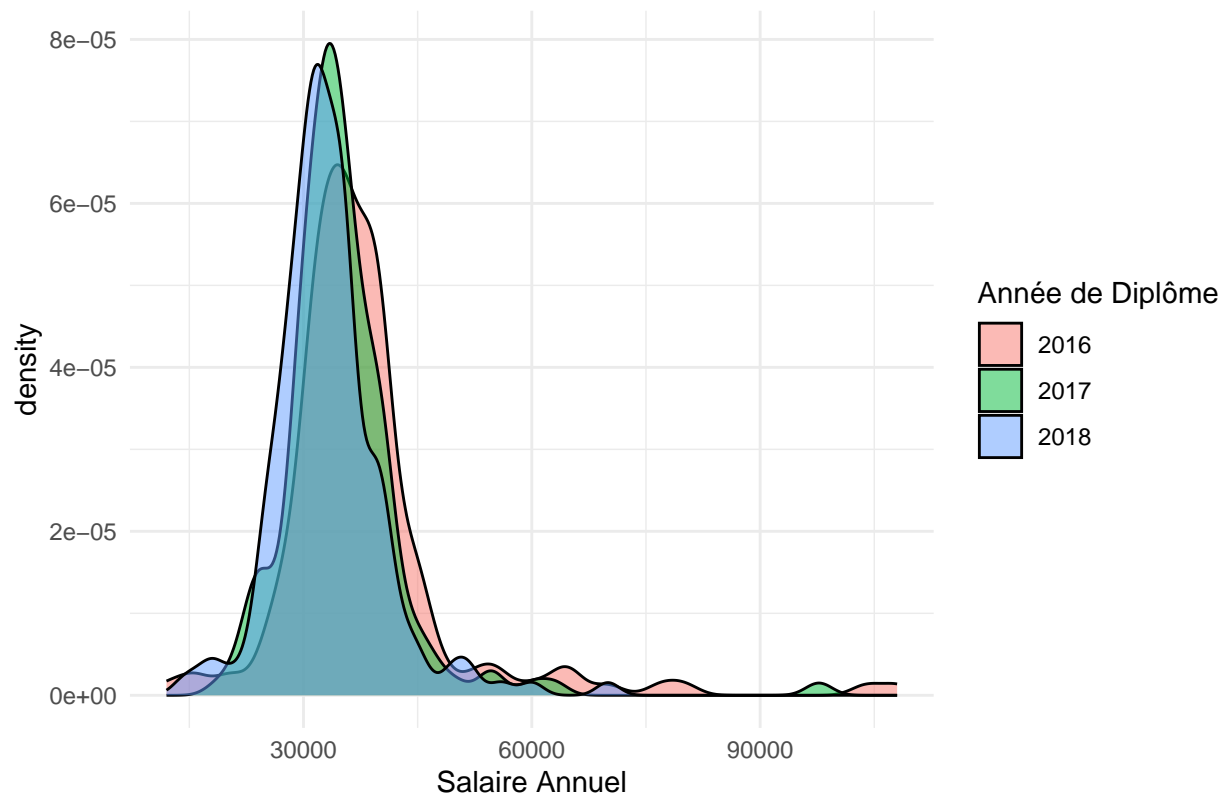 8e−05
6e−05
4e−05
2e−05
0e+00
density
30000
60000
90000
Salaire Annuel
Année de Diplôme
2016
2017
2018